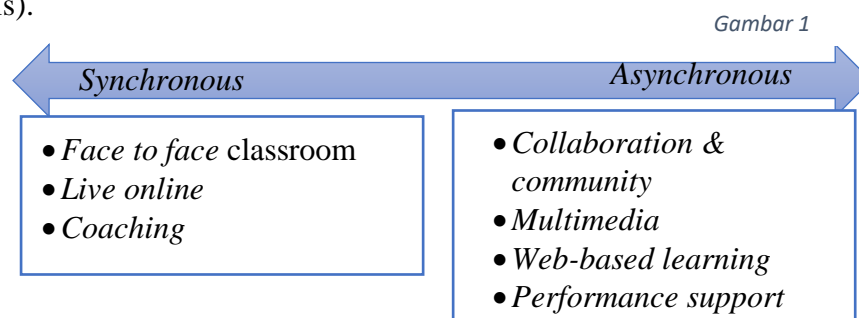 is).
Gambar 1
Synchronous
Asynchronous
• Face to face classroom
• Live online
• Coaching
• Collaboration &
community
• Multimedia
• Web-based learning
• Performance support